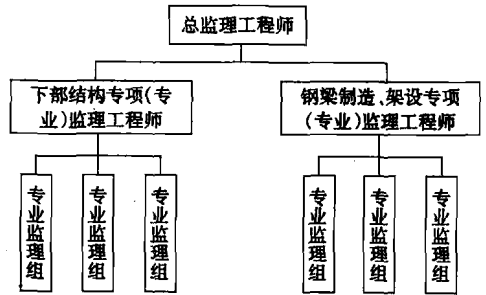 总监理工程师
下部结构专项(专
业)监理工程师
钢梁制造、架设专项
(专业)监理工程师
专业监理组
专业监理组
专业监理组
专业监理组
专业监理组
专业监理组